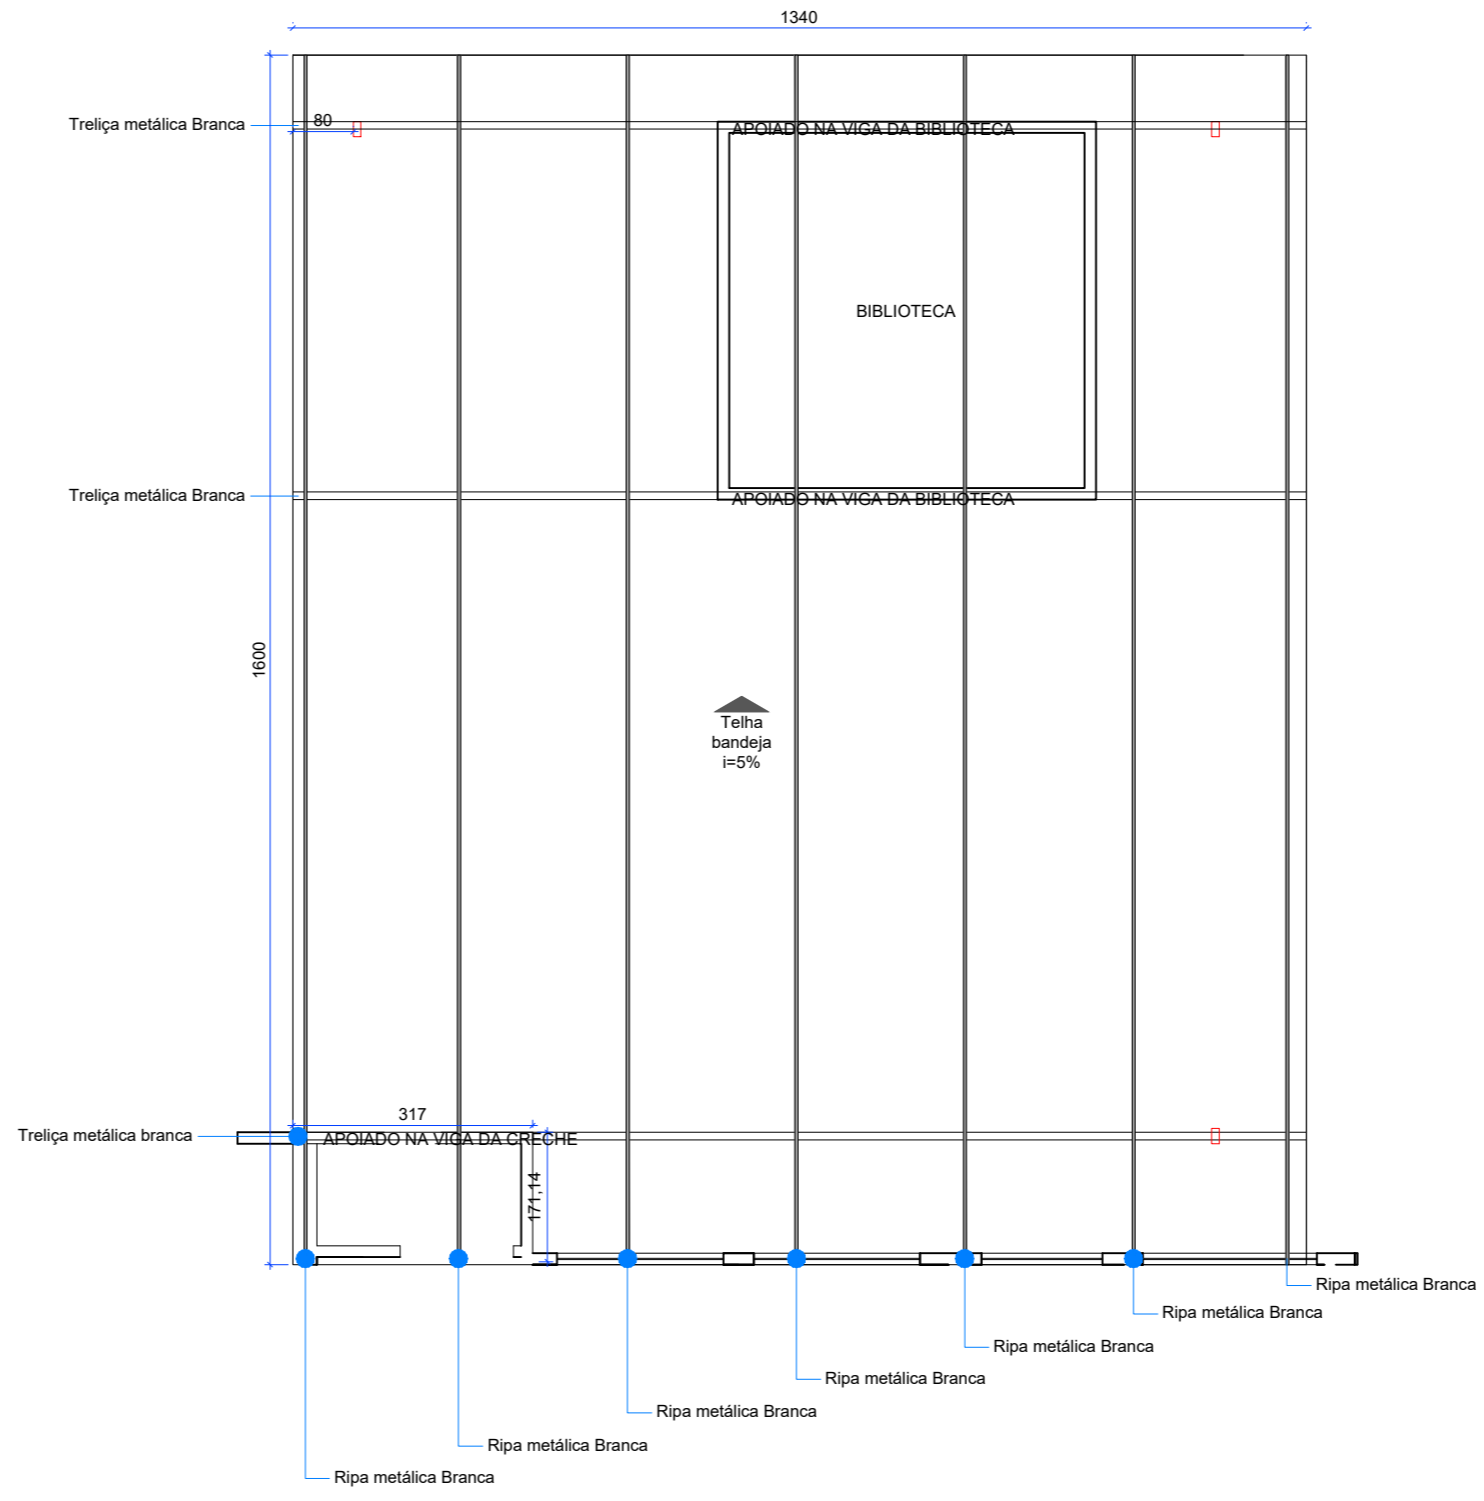 1340
Treliça metálica Branca
80
APOIADO NA VIGA DA BIBLIOTECA
BIBLIOTECA
Treliça metálica Branca
APOIADO NA VIGA DA BIBLIOTECA
1600
Telha
bandeja
i=5%
317
Treliça metálica branca
APOIADO NA VIGA DA CRECHE
171,14
Ripa metálica Branca
Ripa metálica Branca
Ripa metálica Branca
Ripa metálica Branca
Ripa metálica Branca
Ripa metálica Branca
Ripa metálica Branca